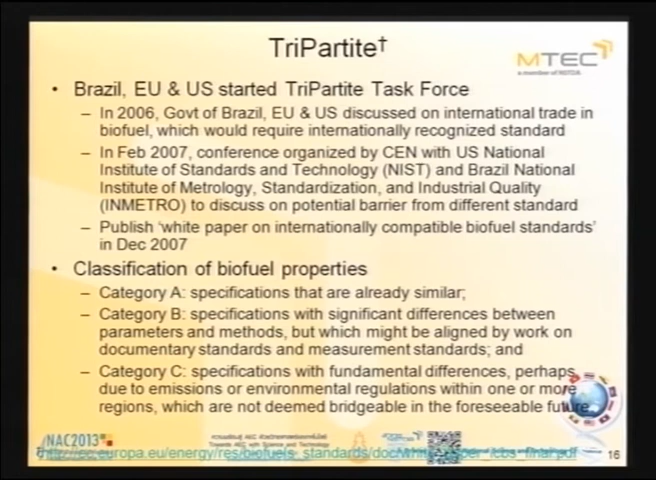 TriPartite†
MTEC
a member of NSTDA
• Brazil, EU & US started TriPartite Task Force
– In 2006, Govt of Brazil, EU & US discussed on international trade in
biofuel, which would require internationally recognized standard
– In Feb 2007, conference organized by CEN with US National
Institute of Standards and Technology (NIST) and Brazil National
Institute of Metrology, Standardization, and Industrial Quality
(INMETRO) to discuss on potential barrier from different standard
– Publish ‘white paper on internationally compatible biofuel standards’
in Dec 2007
• Classification of biofuel properties
– Category A: specifications that are already similar;
– Category B: specifications with significant differences between
parameters and methods, but which might be aligned by work on
documentary standards and measurement standards; and
– Category C: specifications with fundamental differences, perhaps
due to emissions or environmental regulations within one or more
regions, which are not deemed bridgeable in the foreseeable future.
NAC2013
Towards AEC with Science and Technology
16